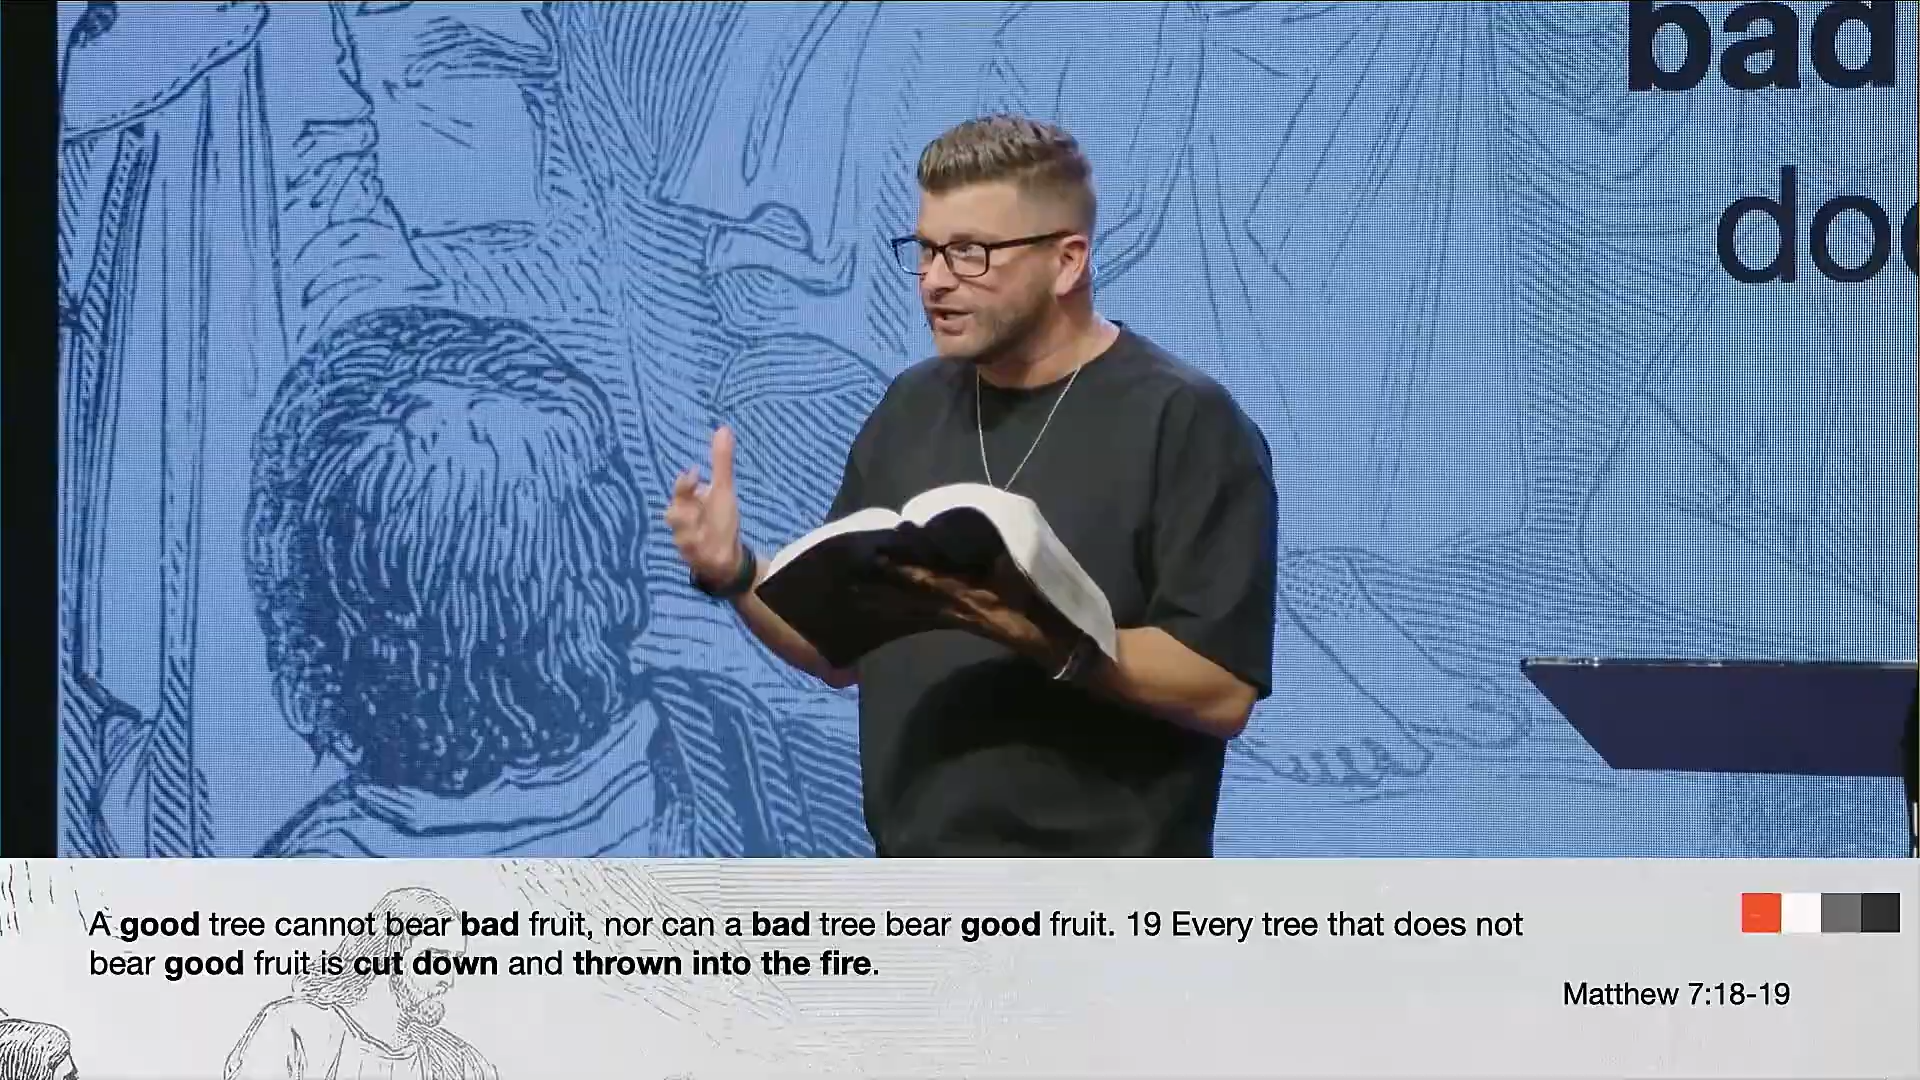 bad
A good tree cannot bear bad fruit, nor can a bad tree bear good fruit. 19 Every tree that does not
bear good fruit is cut down and thrown into the fire.
Matthew 7:18-19